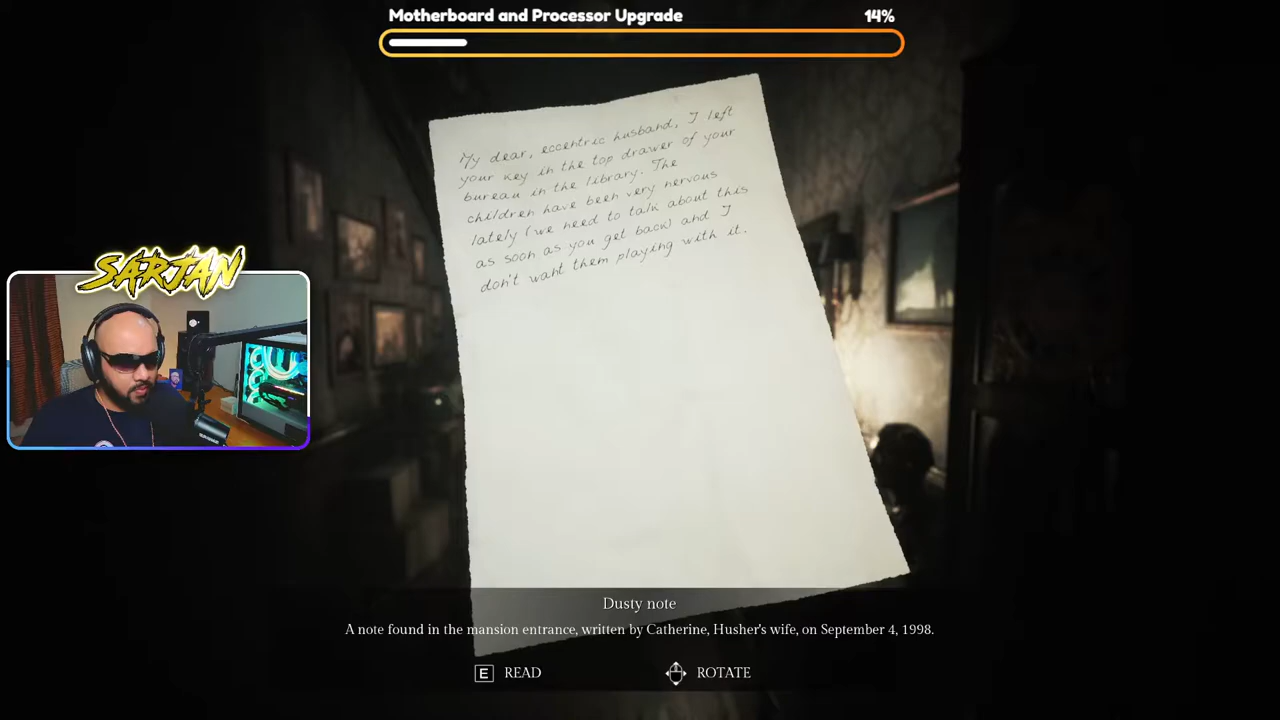 Motherboard and Processor Upgrade 14%
My dear, eccentric husband, I left
your key in the top drawer of your
bureau in the library. The
children have been very nervous
lately (we need to talk about this
as soon as you get back) and I
don't want them playing with it.
SARJAN
Dusty note
A note found in the mansion entrance, written by Catherine, Husher's wife, on September 4, 1998.
E READ ROTATE